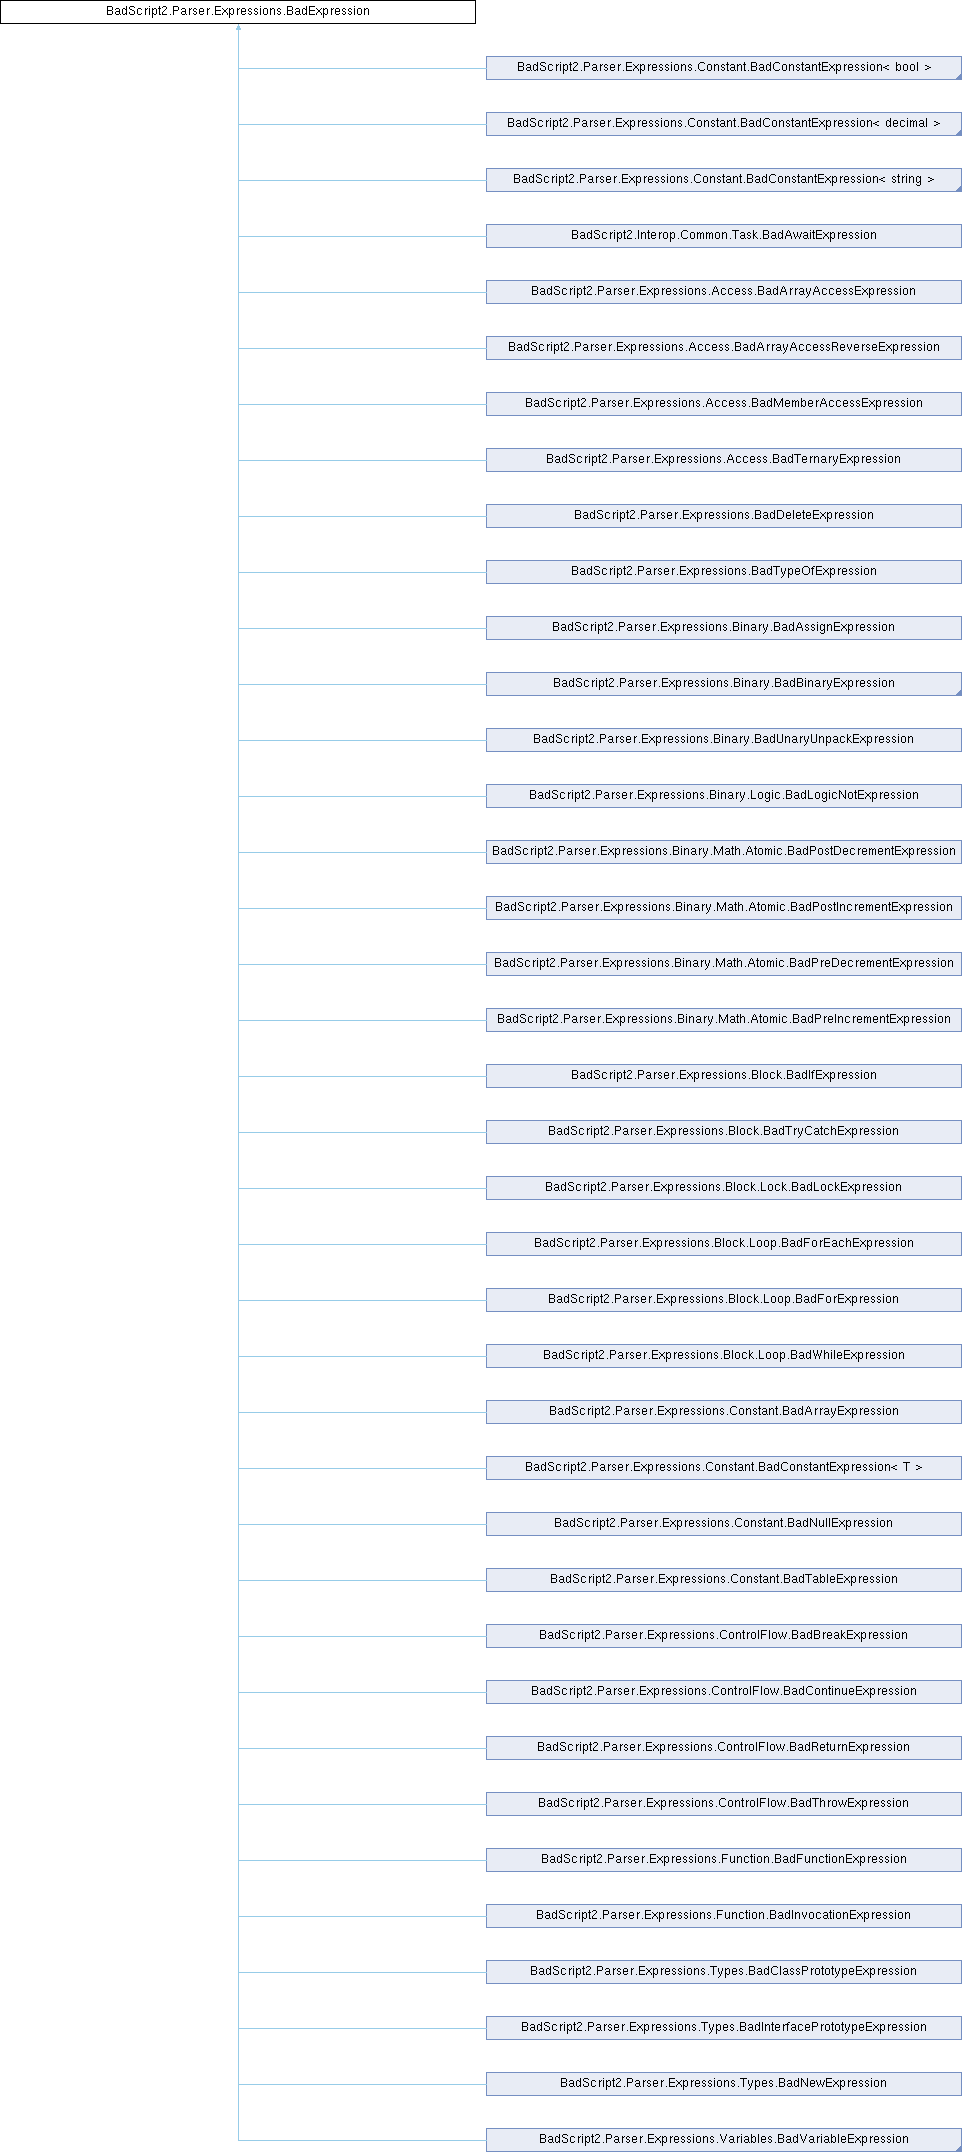 BadScript2.Parser.Expressions.BadExpression
BadScript2.Parser.Expressions.Constant.BadConstantExpression< bool >
BadScript2.Parser.Expressions.Constant.BadConstantExpression< decimal >
BadScript2.Parser.Expressions.Constant.BadConstantExpression< string >
BadScript2.Interop.Common.Task.BadAwaitExpression
BadScript2.Parser.Expressions.Access.BadArrayAccessExpression
BadScript2.Parser.Expressions.Access.BadArrayAccessReverseExpression
BadScript2.Parser.Expressions.Access.BadMemberAccessExpression
BadScript2.Parser.Expressions.Access.BadTernaryExpression
BadScript2.Parser.Expressions.BadDeleteExpression
BadScript2.Parser.Expressions.BadTypeOfExpression
BadScript2.Parser.Expressions.Binary.BadAssignExpression
BadScript2.Parser.Expressions.Binary.BadBinaryExpression
BadScript2.Parser.Expressions.Binary.BadUnaryUnpackExpression
BadScript2.Parser.Expressions.Binary.Logic.BadLogicNotExpression
BadScript2.Parser.Expressions.Binary.Math.Atomic.BadPostDecrementExpression
BadScript2.Parser.Expressions.Binary.Math.Atomic.BadPostIncrementExpression
BadScript2.Parser.Expressions.Binary.Math.Atomic.BadPreDecrementExpression
BadScript2.Parser.Expressions.Binary.Math.Atomic.BadPreIncrementExpression
BadScript2.Parser.Expressions.Block.BadIfExpression
BadScript2.Parser.Expressions.Block.BadTryCatchExpression
BadScript2.Parser.Expressions.Block.Lock.BadLockExpression
BadScript2.Parser.Expressions.Block.Loop.BadForEachExpression
BadScript2.Parser.Expressions.Block.Loop.BadForExpression
BadScript2.Parser.Expressions.Block.Loop.BadWhileExpression
BadScript2.Parser.Expressions.Constant.BadArrayExpression
BadScript2.Parser.Expressions.Constant.BadConstantExpression< T >
BadScript2.Parser.Expressions.Constant.BadNullExpression
BadScript2.Parser.Expressions.Constant.BadTableExpression
BadScript2.Parser.Expressions.ControlFlow.BadBreakExpression
BadScript2.Parser.Expressions.ControlFlow.BadContinueExpression
BadScript2.Parser.Expressions.ControlFlow.BadReturnExpression
BadScript2.Parser.Expressions.ControlFlow.BadThrowExpression
BadScript2.Parser.Expressions.Function.BadFunctionExpression
BadScript2.Parser.Expressions.Function.BadInvocationExpression
BadScript2.Parser.Expressions.Types.BadClassPrototypeExpression
BadScript2.Parser.Expressions.Types.BadInterfacePrototypeExpression
BadScript2.Parser.Expressions.Types.BadNewExpression
BadScript2.Parser.Expressions.Variables.BadVariableExpression